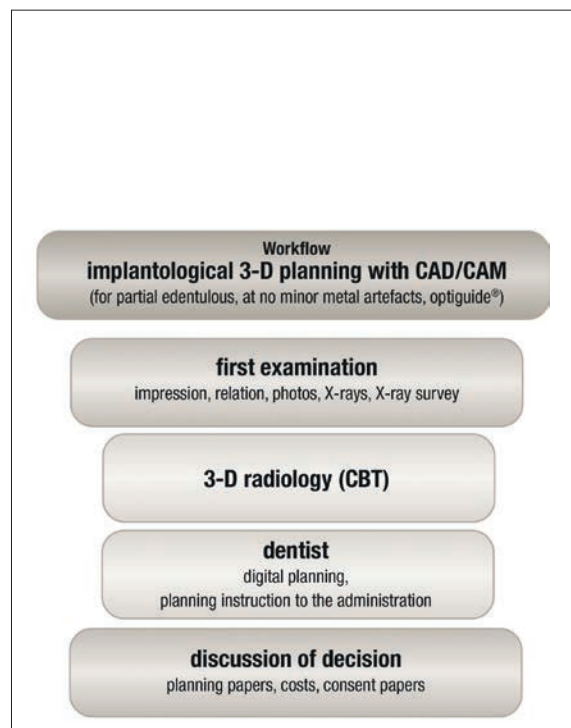 Workflow
implantological 3-D planning with CAD/CAM
(for partial edentulous, at no minor metal artefacts, optiguide®)
first examination
impression, relation, photos, X-rays, X-ray survey
3-D radiology (CBT)
dentist
digital planning,
planning instruction to the administration
discussion of decision
planning papers, costs, consent papers